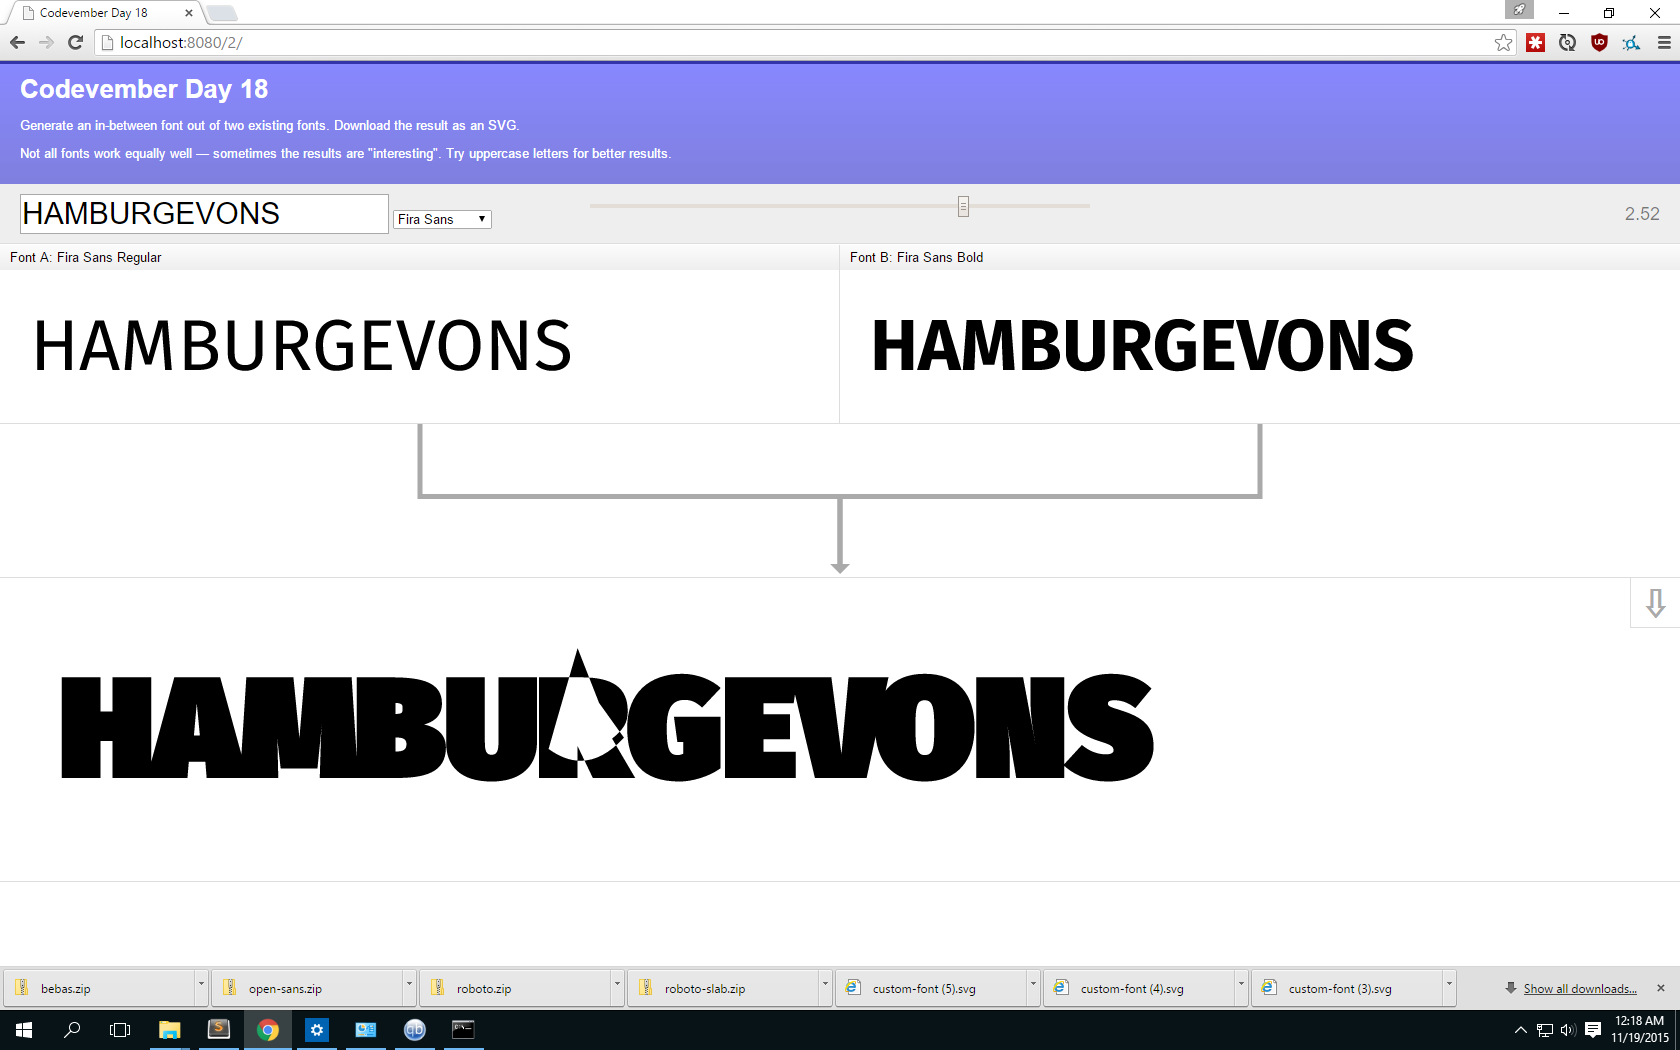 Codevember Day 18
localhost:8080/2/
Codevember Day 18
Generate an in-between font out of two existing fonts. Download the result as an SVG.
Not all fonts work equally well — sometimes the results are "interesting". Try uppercase letters for better results.
HAMBURGEVONS
Fira Sans
2.52
Font A: Fira Sans Regular
Font B: Fira Sans Bold
HAMBURGEVONS
HAMBURGEVONS
HAMBURGEVONS
bebas.zip
open-sans.zip
roboto.zip
roboto-slab.zip
custom-font (5).svg
custom-font (4).svg
custom-font (3).svg
Show all downloads...
12:18 AM
11/19/2015